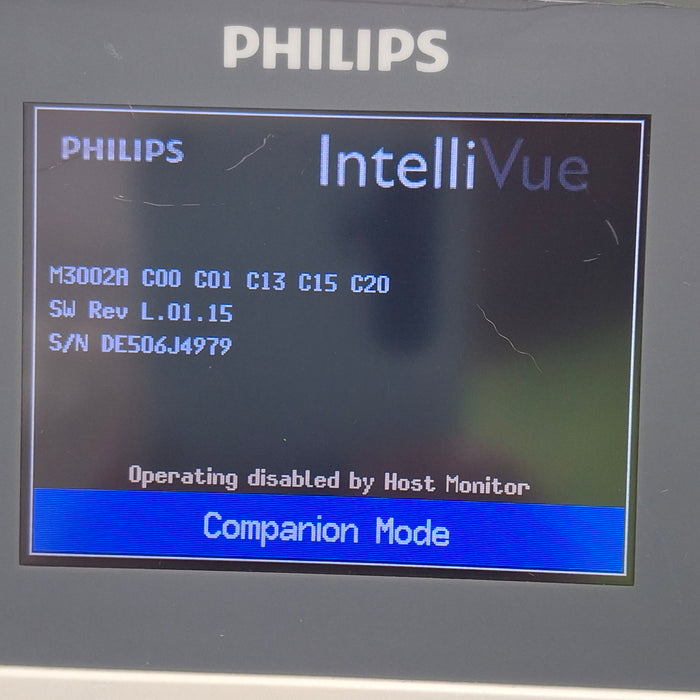 PHILIPS
PHILIPS
IntelliVue
M3002A C00 C01 C13 C15 C20
SW Rev L.01.15
S/N DE506J4979
Operating disabled by Host Monitor
Companion Mode